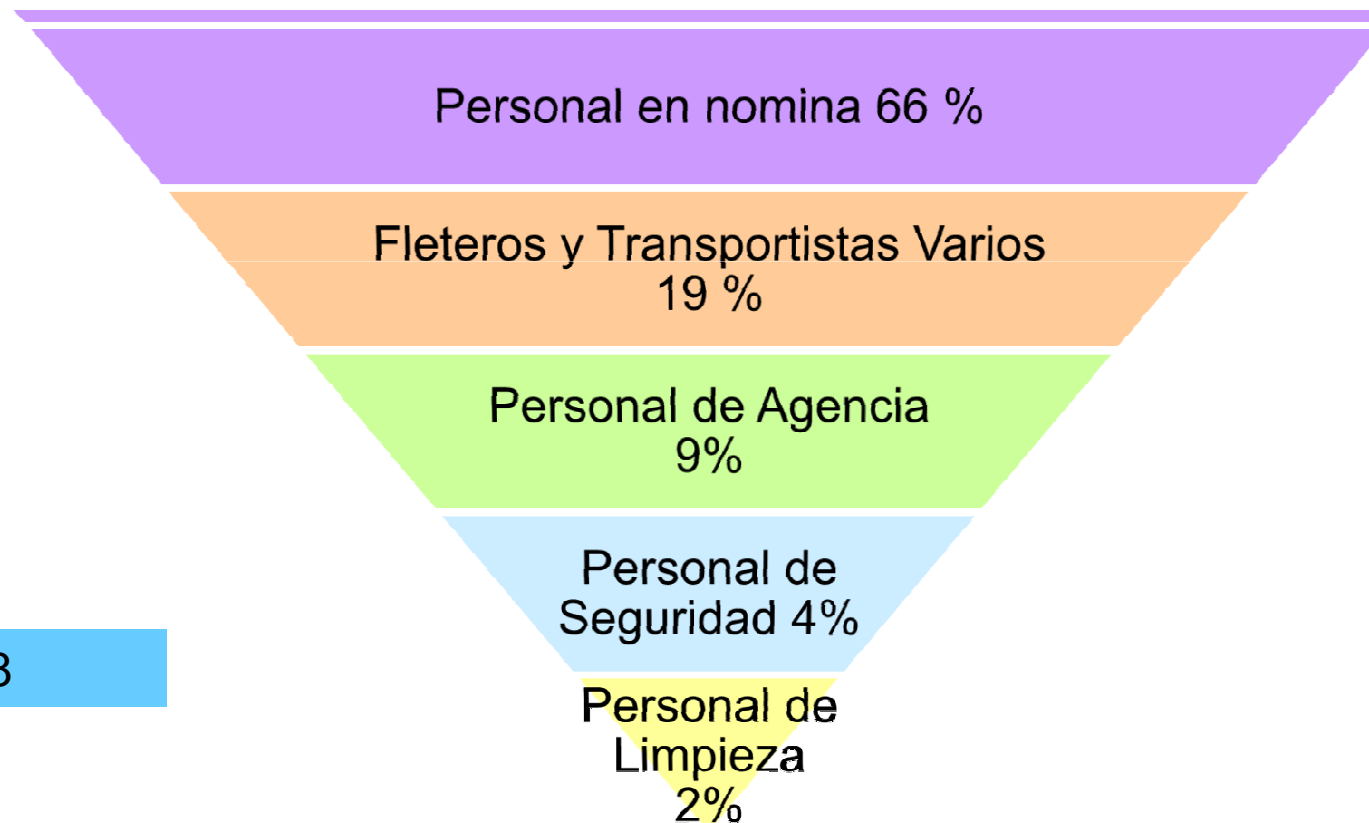 Personal en nomina 66 %
Fleteros y Transportistas Varios
19 %
Personal de Agencia
9%
Personal de
Seguridad 4%
Personal de
Limpieza
2%